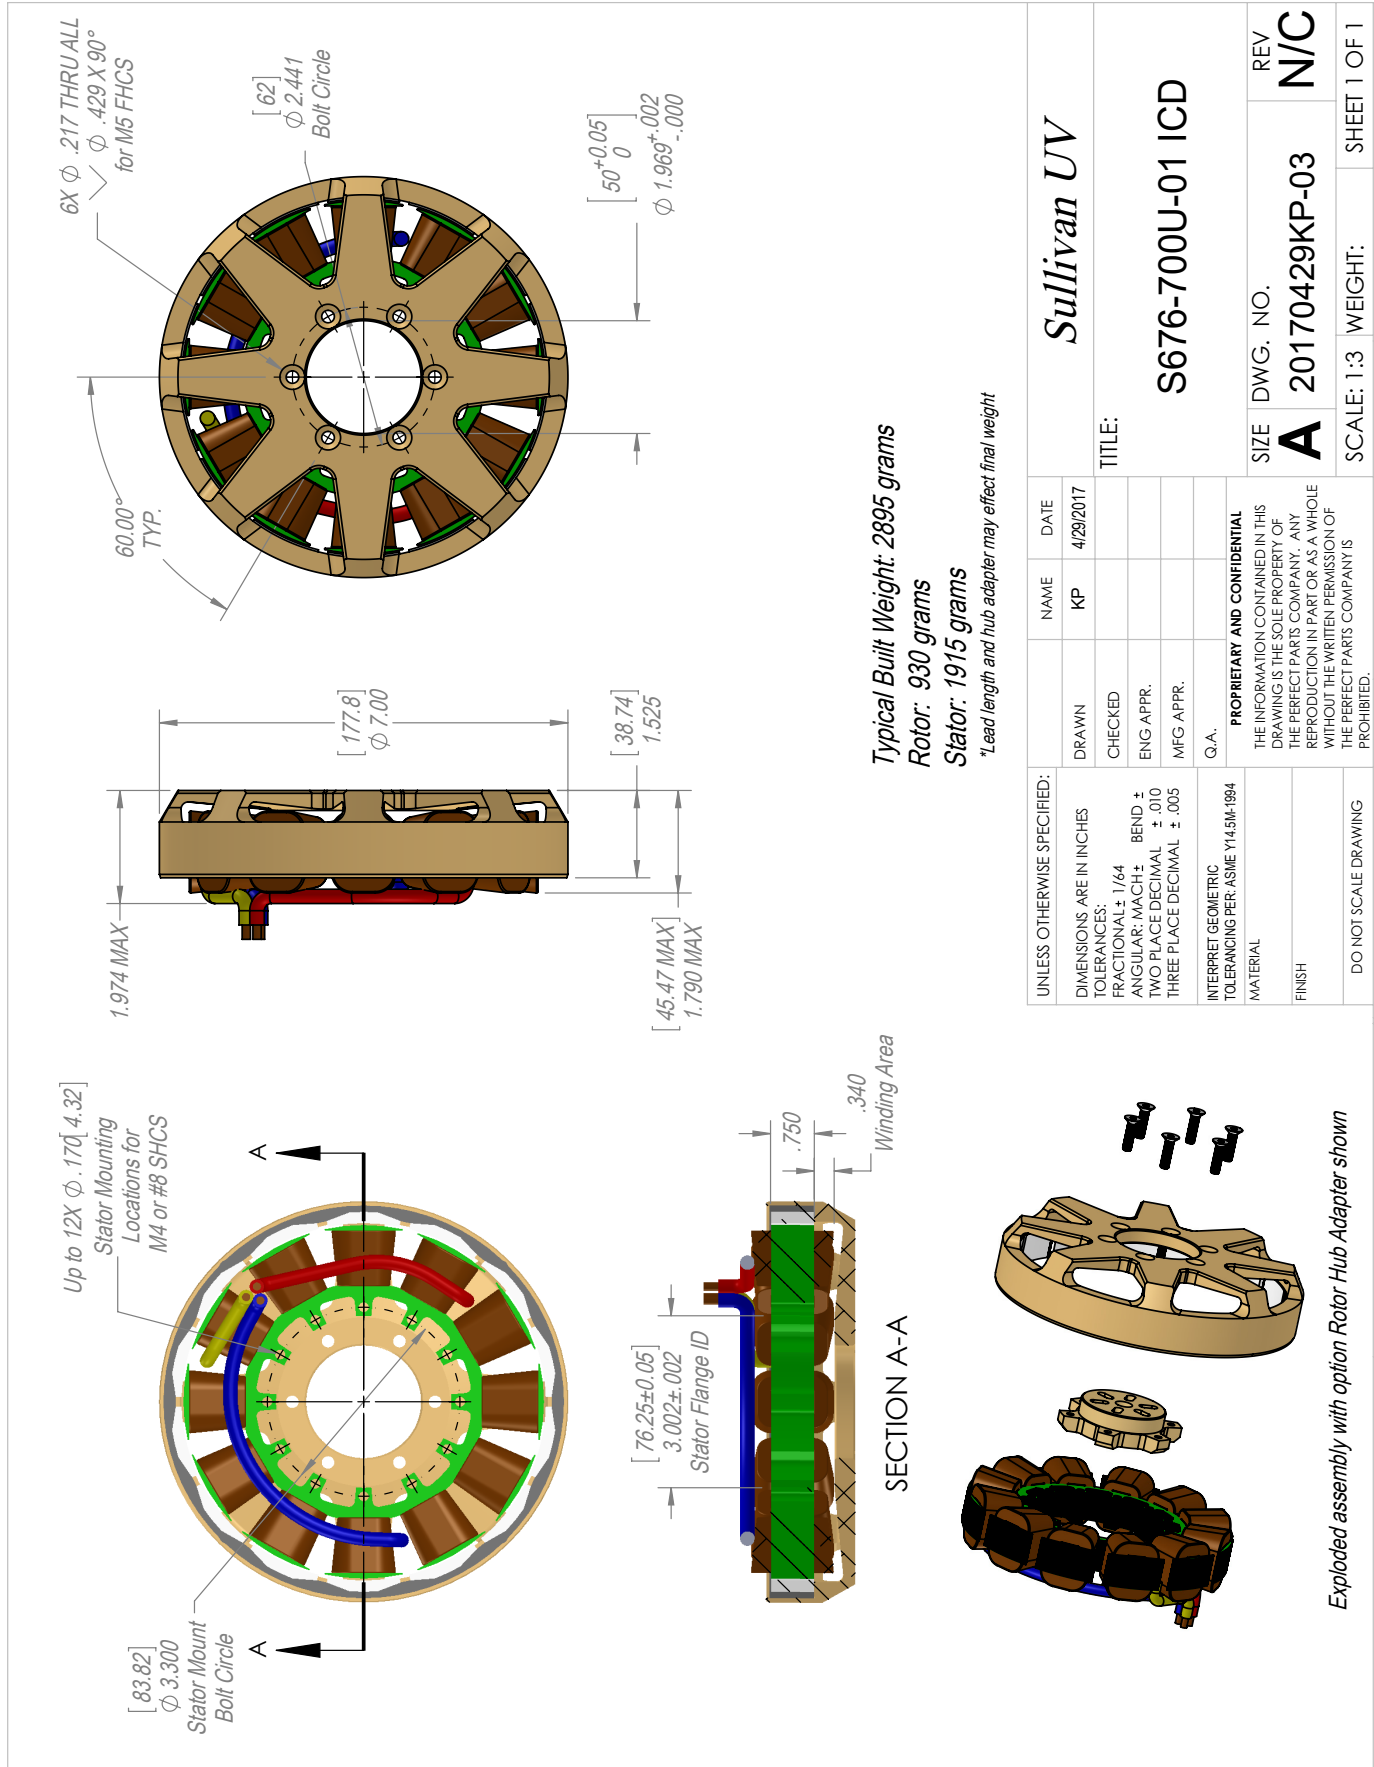 Up to 12X ∅ .170[4.32]
Stator Mounting
Locations for
M4 or #8 SHCS
A
A
[83.82]
∅ 3.300
Stator Mount
Bolt Circle
1.974 MAX
[177.8]
∅ 7.00
[38.74]
1.525
[45.47 MAX]
1.790 MAX
6X ∅ .217 THRU ALL
∅ .429 X 90°
for M5 FHCS
60.00°
TYP.
[62]
∅ 2.441
Bolt Circle
[50 +0.05 0]
∅ 1.969 +.002 -.000
[76.25±0.05]
3.002±.002
Stator Flange ID
.750
.340
Winding Area
SECTION A-A
Typical Built Weight: 2895 grams
Rotor: 930 grams
Stator: 1915 grams
*Lead length and hub adapter may effect final weight
Exploded assembly with option Rotor Hub Adapter shown
UNLESS OTHERWISE SPECIFIED:
DIMENSIONS ARE IN INCHES
TOLERANCES:
FRACTIONAL± 1/64
ANGULAR: MACH± BEND ±
TWO PLACE DECIMAL ± .010
THREE PLACE DECIMAL ± .005
INTERPRET GEOMETRIC
TOLERANCING PER: ASME Y14.5M-1994
MATERIAL
FINISH
DO NOT SCALE DRAWING
NAME
DATE
DRAWN
KP
4/29/2017
CHECKED
ENG APPR.
MFG APPR.
Q.A.
PROPRIETARY AND CONFIDENTIAL
THE INFORMATION CONTAINED IN THIS
DRAWING IS THE SOLE PROPERTY OF
THE PERFECT PARTS COMPANY. ANY
REPRODUCTION IN PART OR AS A WHOLE
WITHOUT THE WRITTEN PERMISSION OF
THE PERFECT PARTS COMPANY IS
PROHIBITED.
Sullivan UV
TITLE:
S676-700U-01 ICD
SIZE
A
DWG. NO.
20170429KP-03
REV
N/C
SCALE: 1:3
WEIGHT:
SHEET 1 OF 1